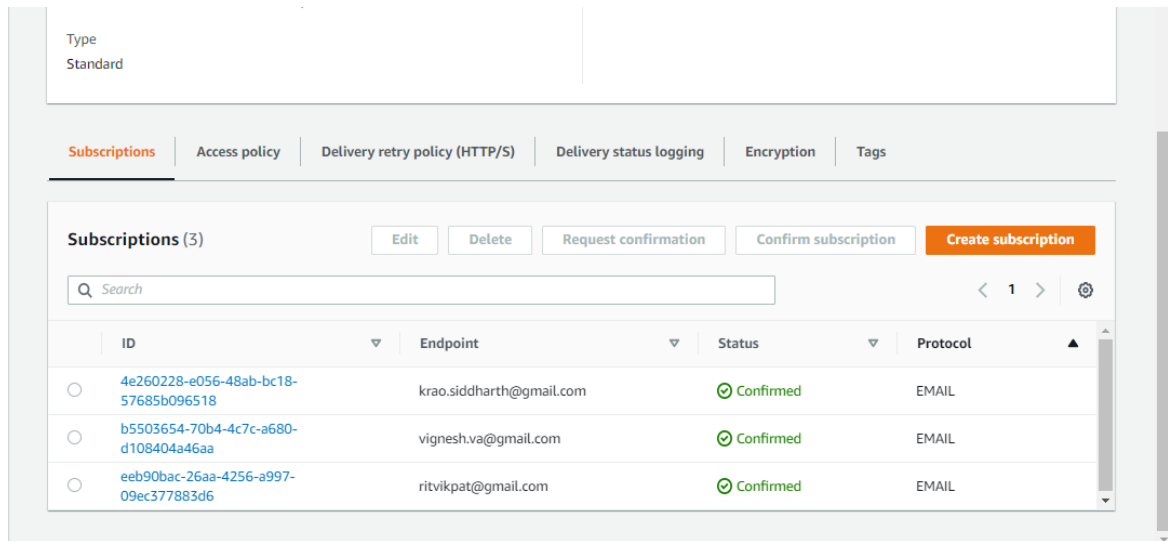 Type
Standard
Subscriptions Access policy Delivery retry policy (HTTP/S) Delivery status logging Encryption Tags
Subscriptions (3) Edit Delete Request confirmation Confirm subscription Create subscription
Search 1
ID Endpoint Status Protocol
4e260228-e056-48ab-bc18-
57685b096518 krao.siddharth@gmail.com Confirmed EMAIL
b5503654-70b4-4c7c-a680-
d108404a46aa vignesh.va@gmail.com Confirmed EMAIL
eeb90bac-26aa-4256-a997-
09ec377883d6 ritvikpat@gmail.com Confirmed EMAIL